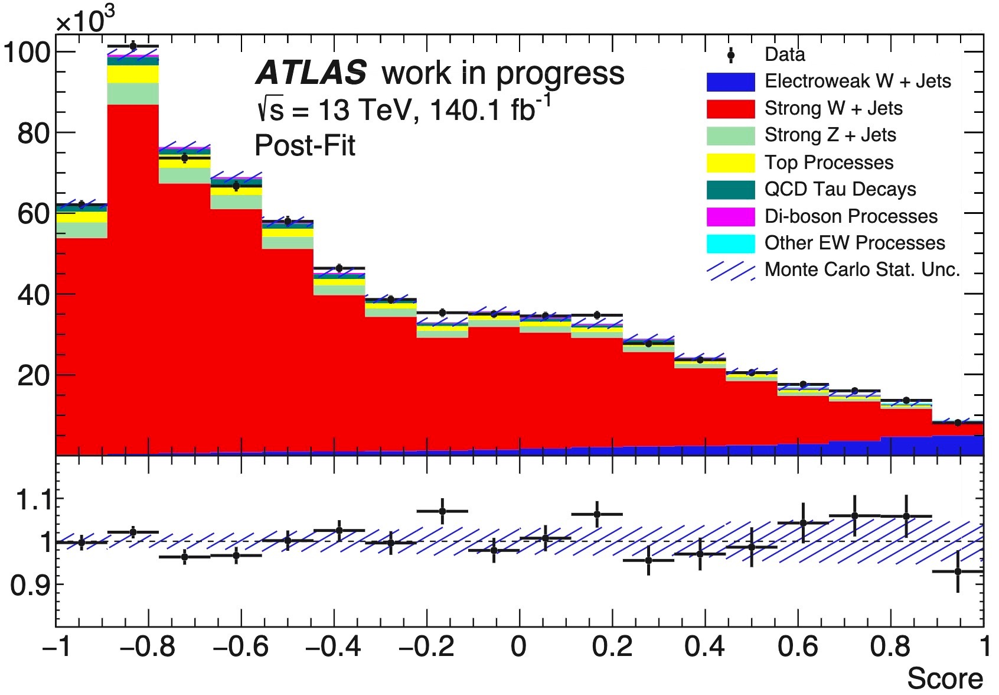 ×10³
100
80
60
40
20
ATLAS work in progress
√s = 13 TeV, 140.1 fb⁻¹
Post-Fit
Data
Electroweak W + Jets
Strong W + Jets
Strong Z + Jets
Top Processes
QCD Tau Decays
Di-boson Processes
Other EW Processes
Monte Carlo Stat. Unc.
1.1
1
0.9
−1 −0.8 −0.6 −0.4 −0.2 0 0.2 0.4 0.6 0.8 1
Score